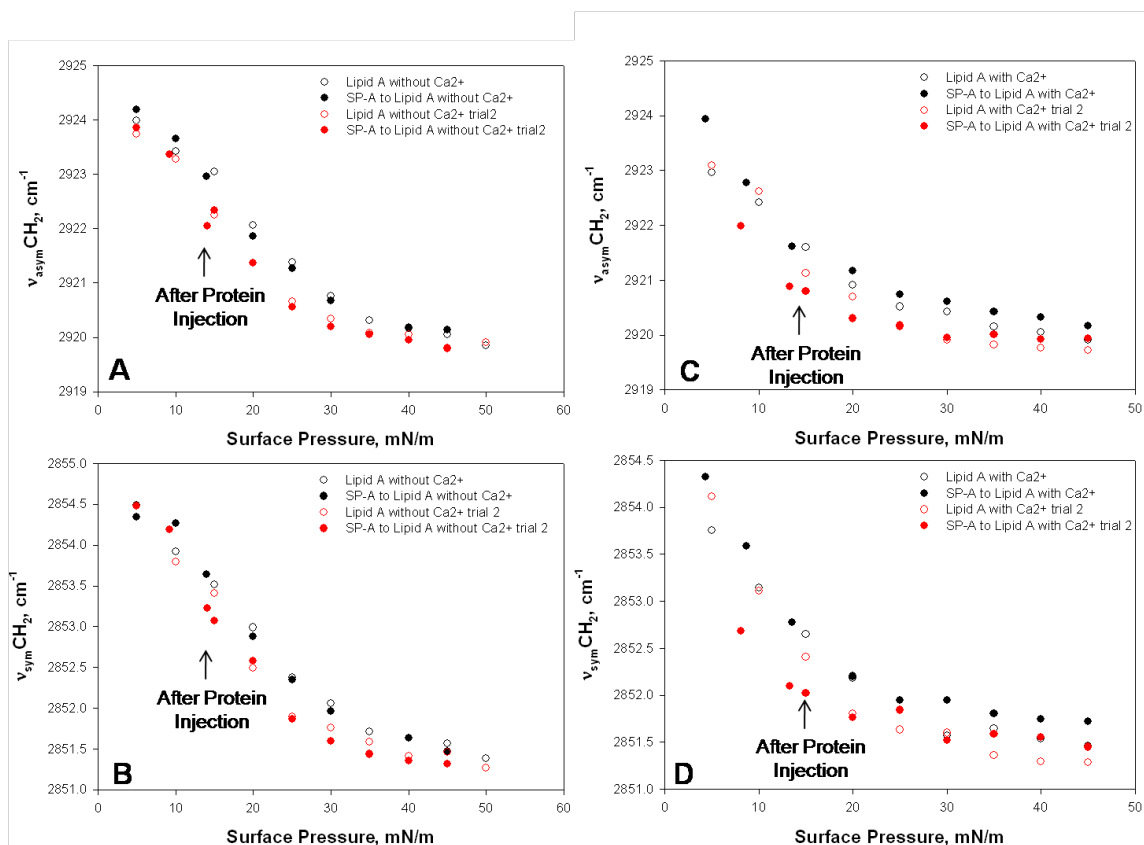 2925
2924
2923
2922
2921
2920
2919
νasymCH2, cm-1
Lipid A without Ca2+
SP-A to Lipid A without Ca2+
Lipid A without Ca2+ trial2
SP-A to Lipid A without Ca2+ trial2
After Protein
Injection
A
0 10 20 30 40 50 60
Surface Pressure, mN/m
2925
2924
2923
2922
2921
2920
2919
νasymCH2, cm-1
Lipid A with Ca2+
SP-A to Lipid A with Ca2+
Lipid A with Ca2+ trial 2
SP-A to Lipid A with Ca2+ trial 2
After Protein
Injection
C
0 10 20 30 40 50
Surface Pressure, mN/m
2855.0
2854.5
2854.0
2853.5
2853.0
2852.5
2852.0
2851.5
2851.0
νsymCH2, cm-1
Lipid A without Ca2+
SP-A to Lipid A without Ca2+
Lipid A without Ca2+ trial 2
SP-A to Lipid A without Ca2+ trial 2
After Protein
Injection
B
0 10 20 30 40 50 60
Surface Pressure, mN/m
2854.5
2854.0
2853.5
2853.0
2852.5
2852.0
2851.5
2851.0
νsymCH2, cm-1
Lipid A with Ca2+
SP-A to Lipid A with Ca2+
Lipid A with Ca2+ trial 2
SP-A to Lipid A with Ca2+ trial 2
After Protein
Injection
D
0 10 20 30 40 50
Surface Pressure, mN/m